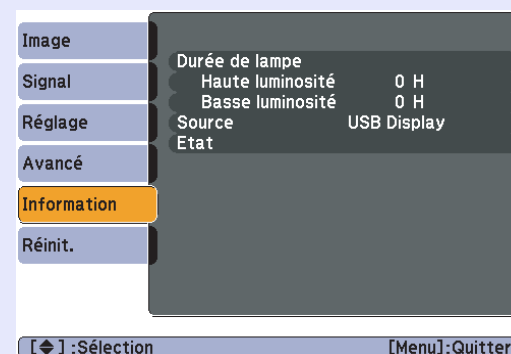 Image
Signal
Réglage
Avancé
Information
Réinit.
Durée de lampe
Haute luminosité 0 H
Basse luminosité 0 H
Source USB Display
Etat
[◆] :Sélection [Menu]:Quitter